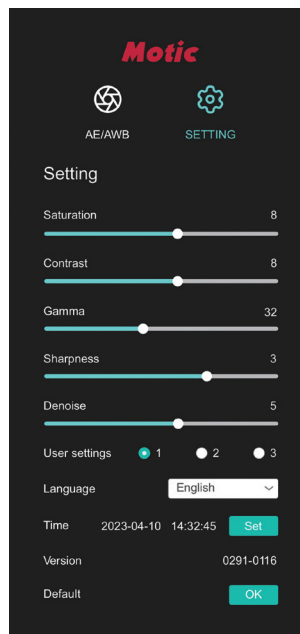 Motic
AE/AWB SETTING
Setting
Saturation 8
Contrast 8
Gamma 32
Sharpness 3
Denoise 5
User settings 1 2 3
Language English
Time 2023-04-10 14:32:45 Set
Version 0291-0116
Default OK